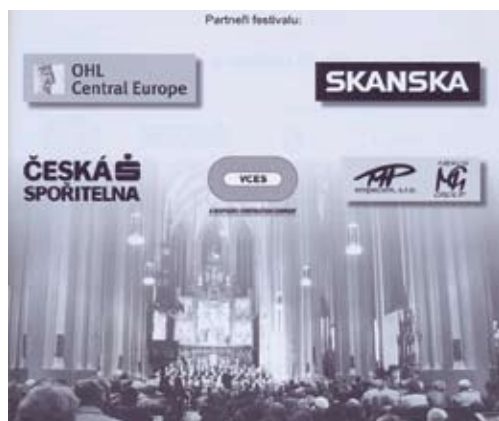 Partneři festivalu:
OHL
Central Europe
SKANSKA
ČESKÁ
SPOŘITELNA
VCES